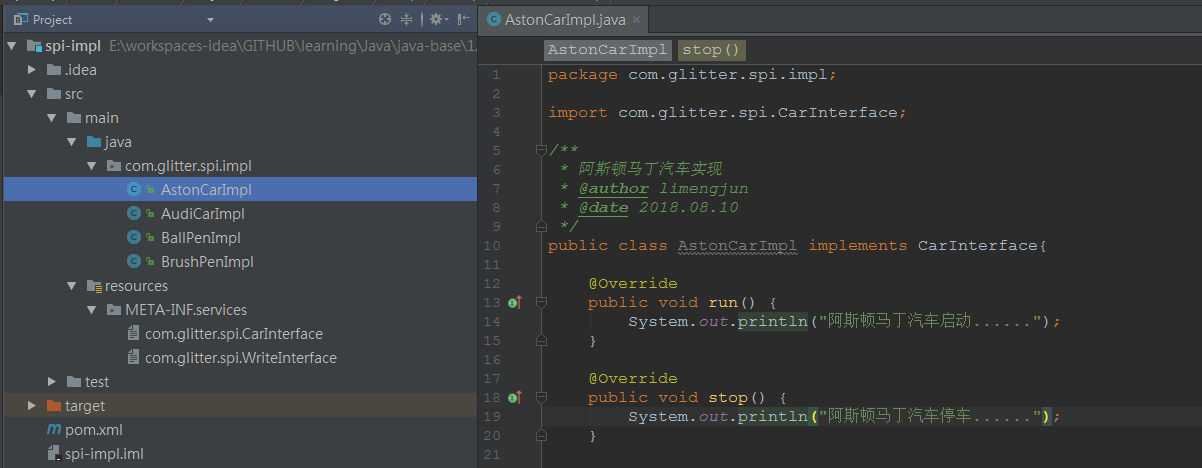 Project
spi-impl E:\workspaces-idea\GITHUB\learning\Java\java-base\1.
.idea
src
main
java
com.glitter.spi.impl
AstonCarImpl
AudiCarImpl
BallPenImpl
BrushPenImpl
resources
META-INF.services
com.glitter.spi.CarInterface
com.glitter.spi.WriteInterface
test
target
pom.xml
spi-impl.iml
AstonCarImpl.java
AstonCarImpl stop()
1 package com.glitter.spi.impl;
2
3 import com.glitter.spi.CarInterface;
4
5 /**
6 * 阿斯顿马丁汽车实现
7 * @author limengjun
8 * @date 2018.08.10
9 */
10 public class AstonCarImpl implements CarInterface{
11
12 @Override
13 public void run() {
14 System.out.println("阿斯顿马丁汽车启动......");
15 }
16
17 @Override
18 public void stop() {
19 System.out.println("阿斯顿马丁汽车停车......");
20 }
21